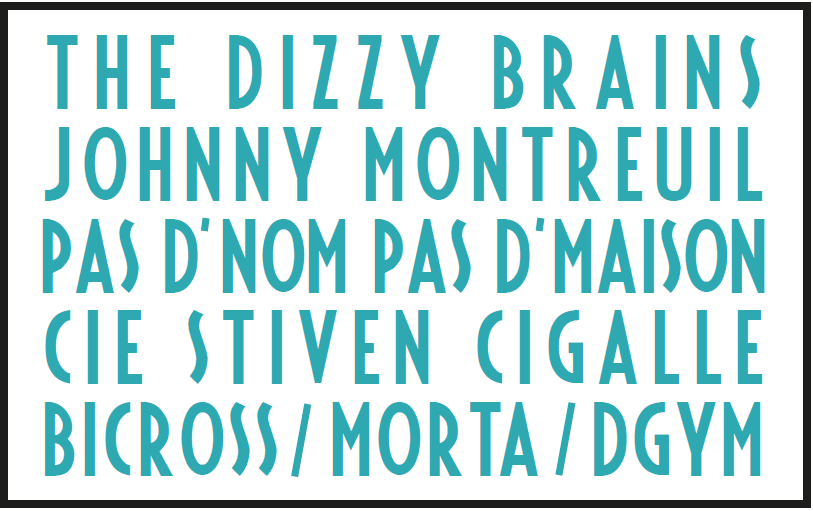 THE DIZZY BRAINS
JOHNNY MONTREUIL
PAS D'NOM PAS D'MAISON
CIE STIVEN CIGALLE
BICROSS / MORTA / DGYM